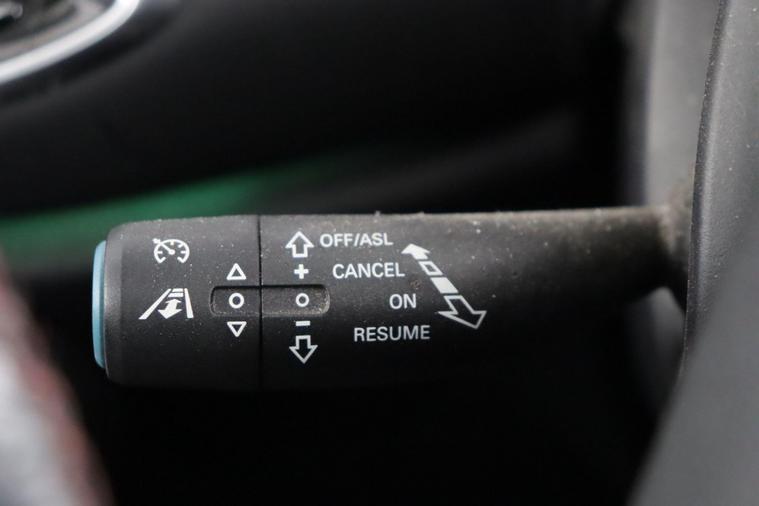 OFF/ASL
+ CANCEL
ON
- RESUME